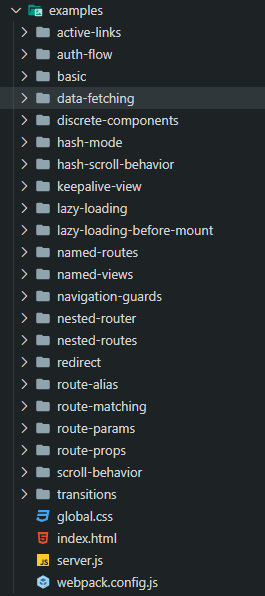 examples
active-links
auth-flow
basic
data-fetching
discrete-components
hash-mode
hash-scroll-behavior
keepalive-view
lazy-loading
lazy-loading-before-mount
named-routes
named-views
navigation-guards
nested-router
nested-routes
redirect
route-alias
route-matching
route-params
route-props
scroll-behavior
transitions
global.css
index.html
JS server.js
webpack.config.js